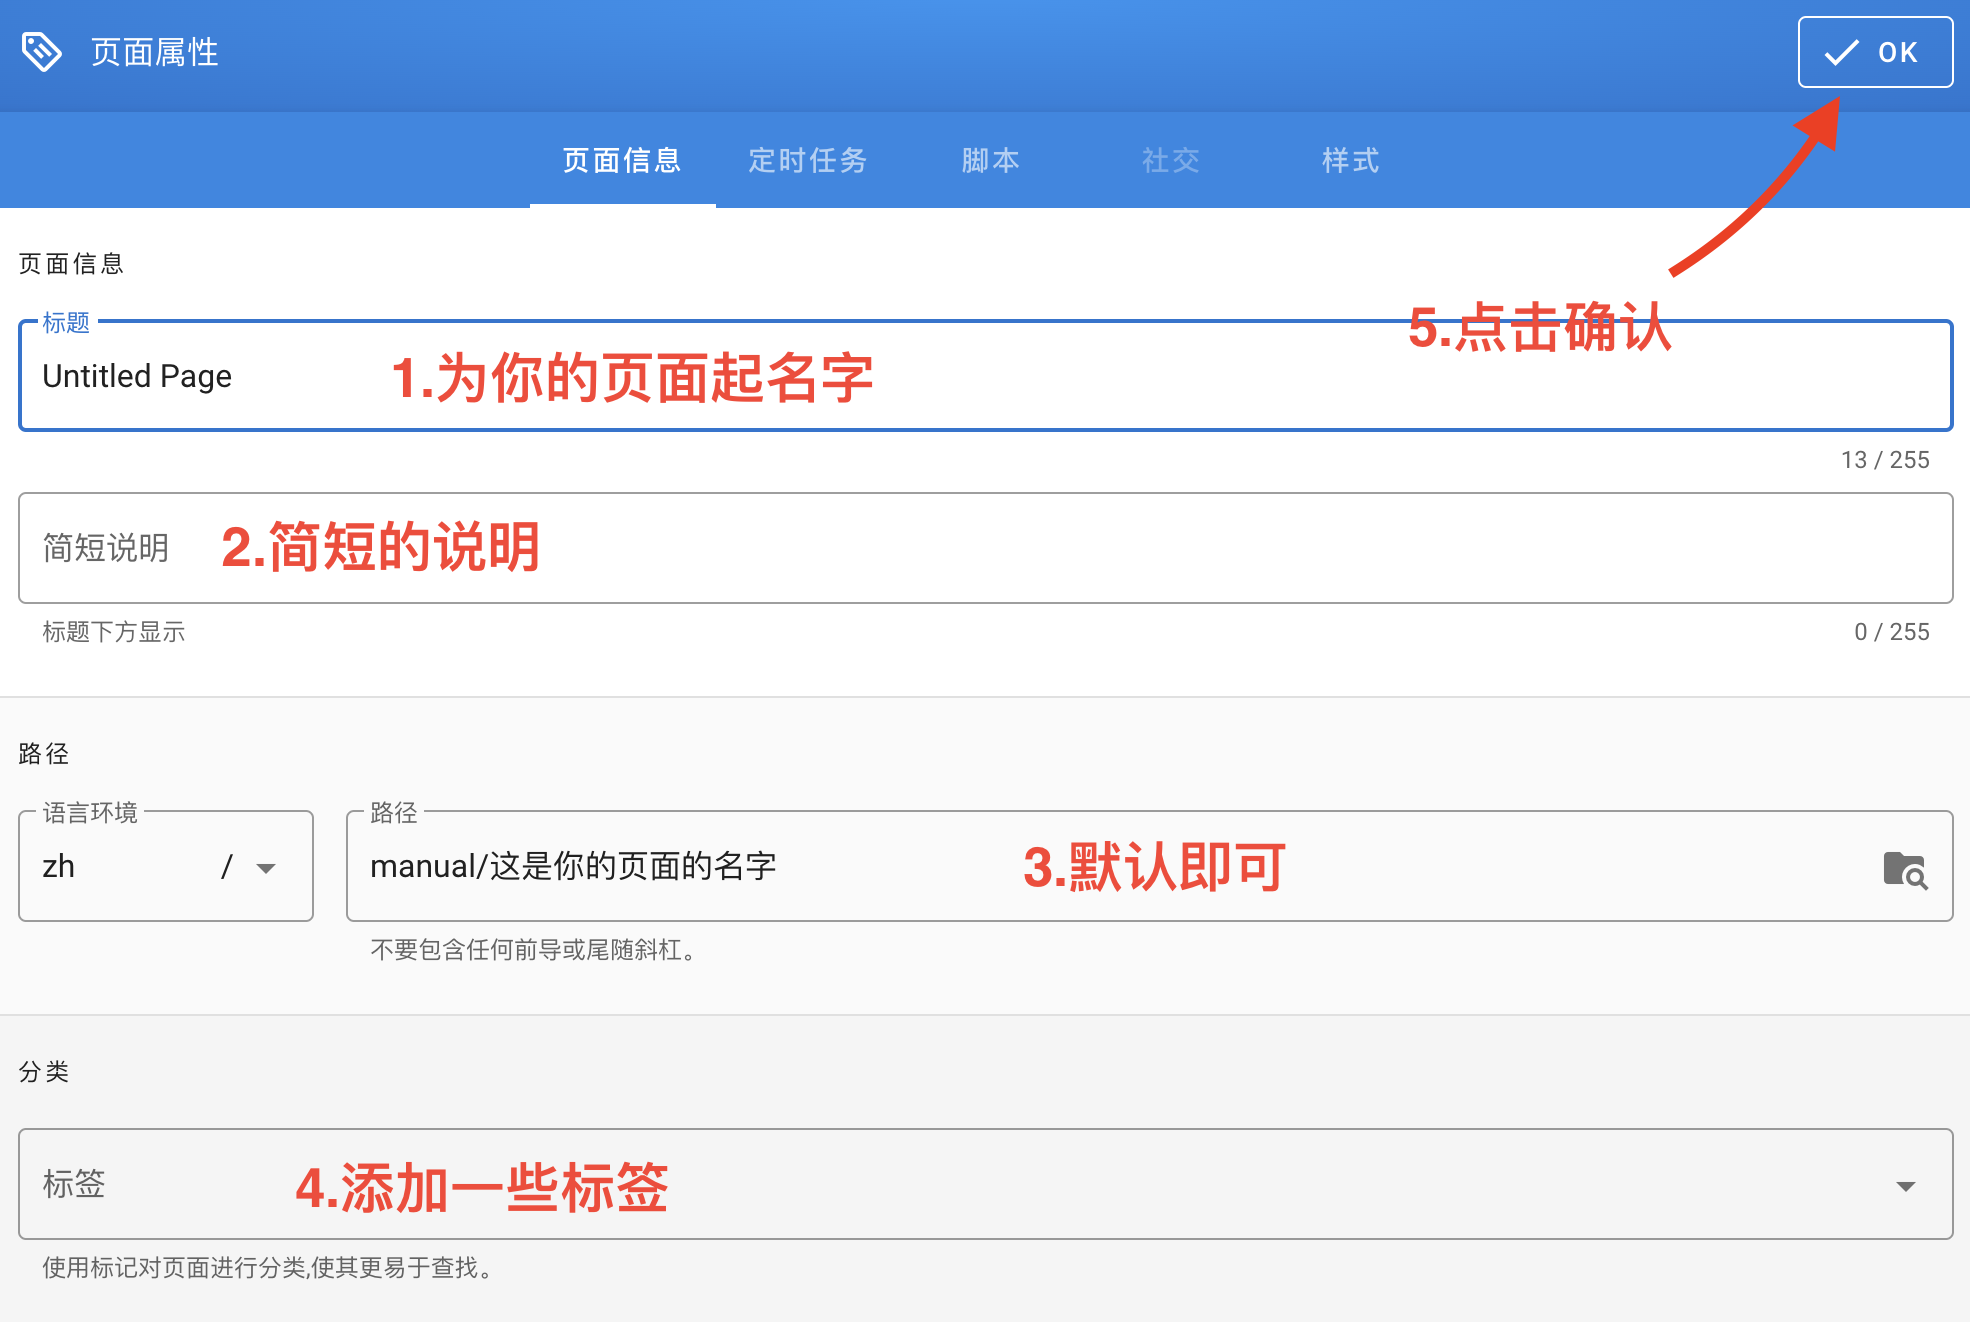 页面属性
OK
页面信息 定时任务 脚本 社交 样式
页面信息
5.点击确认
标题
Untitled Page
1.为你的页面起名字
13 / 255
简短说明
2.简短的说明
标题下方显示
0 / 255
路径
语言环境
zh /
路径
manual/这是你的页面的名字
3.默认即可
不要包含任何前导或尾随斜杠。
分类
标签
4.添加一些标签
使用标记对页面进行分类,使其更易于查找。